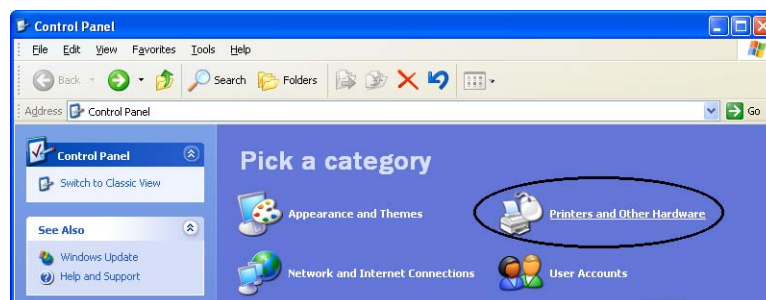 Control Panel
File Edit View Favorites Tools Help
Back Search Folders
Address Control Panel Go
Control Panel
Switch to Classic View
See Also
Windows Update
Help and Support
Pick a category
Appearance and Themes Printers and Other Hardware
Network and Internet Connections User Accounts